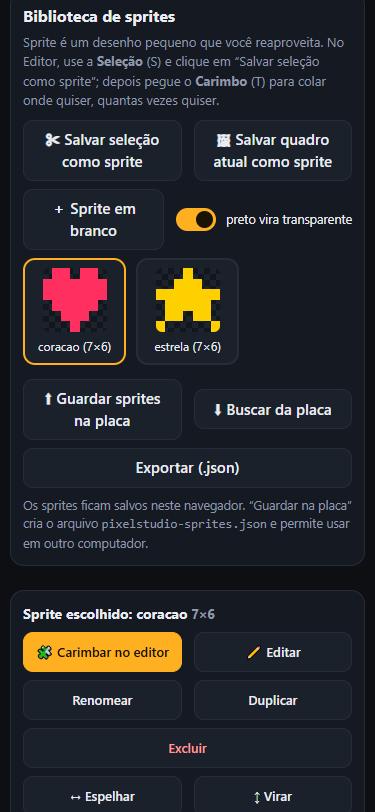 Biblioteca de sprites
Sprite é um desenho pequeno que você reaproveita. No
Editor, use a Seleção (S) e clique em “Salvar seleção
como sprite”; depois pegue o Carimbo (T) para colar
onde quiser, quantas vezes quiser.
Salvar seleção
como sprite
Salvar quadro
atual como sprite
+ Sprite em
branco
preto vira transparente
coracao (7×6)
estrela (7×6)
⬆ Guardar sprites
na placa
⬇ Buscar da placa
Exportar (.json)
Os sprites ficam salvos neste navegador. “Guardar na placa”
cria o arquivo pixelstudio-sprites.json e permite usar
em outro computador.
Sprite escolhido: coracao 7×6
Carimbar no editor
Editar
Renomear
Duplicar
Excluir
↔ Espelhar
↕ Virar